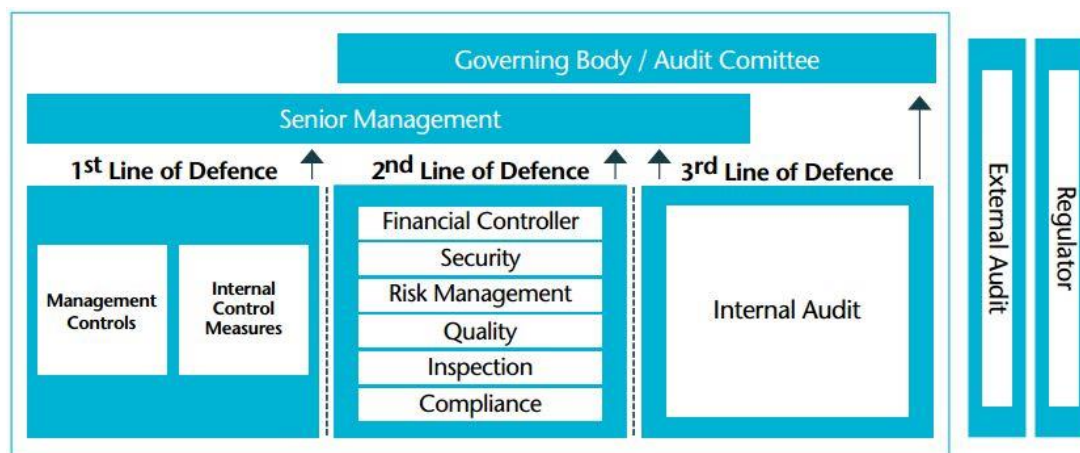 Governing Body / Audit Comittee
Senior Management
1st Line of Defence
2nd Line of Defence
3rd Line of Defence
Management
Controls
Internal
Control
Measures
Financial Controller
Security
Risk Management
Quality
Inspection
Compliance
Internal Audit
External Audit
Regulator